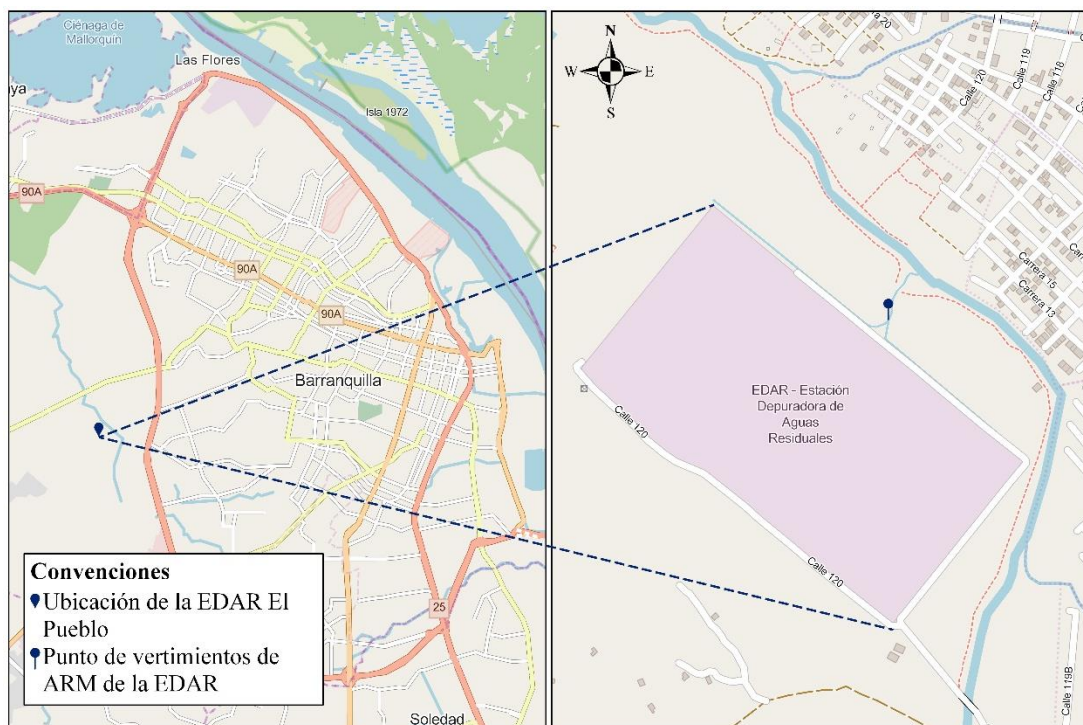 Ciénaga de
Mallorquín
Las Flores
Isla 1972
90A
90A
90A
Barranquilla
25
Soledad
Convenciones
Ubicación de la EDAR El
Pueblo
Punto de vertimientos de
ARM de la EDAR
N
W
E
S
Carrera 20
Calle 120
Calle 119
Calle 118
Carrera 15
Carrera 13
EDAR - Estación
Depuradora de
Aguas
Residuales
Calle 120
Calle 120
Calle 119B